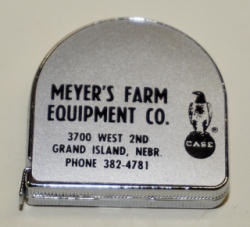 MEYER'S FARM
EQUIPMENT CO.
CASE ®
3700 WEST 2ND
GRAND ISLAND, NEBR.
PHONE 382-4781